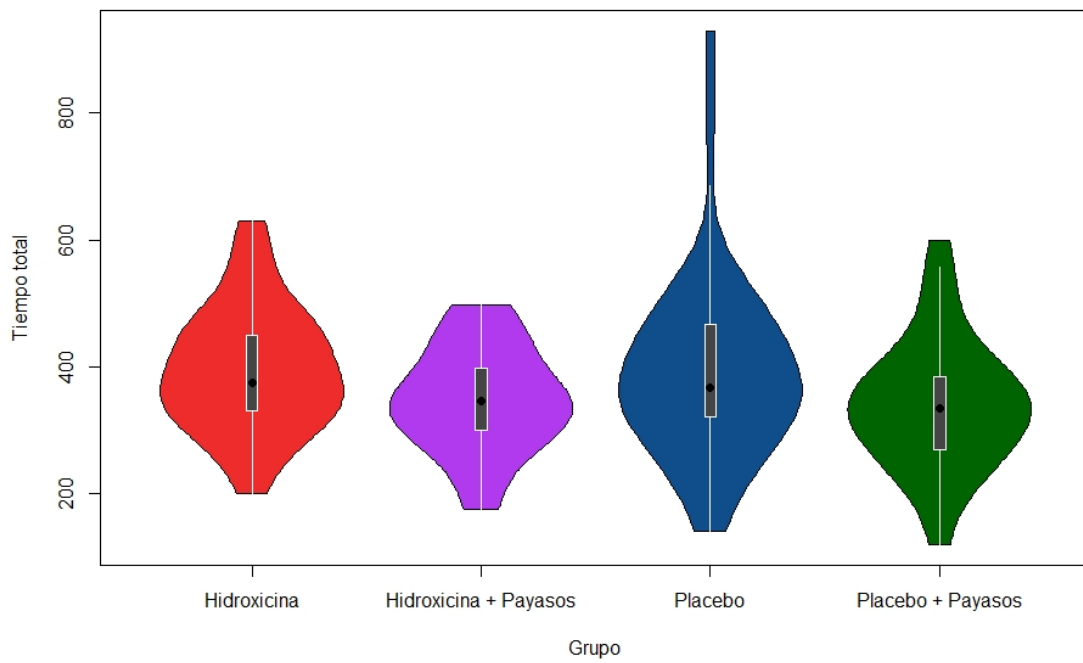 Tiempo total
800
600
400
200
Hidroxicina
Hidroxicina + Payasos
Placebo
Placebo + Payasos
Grupo